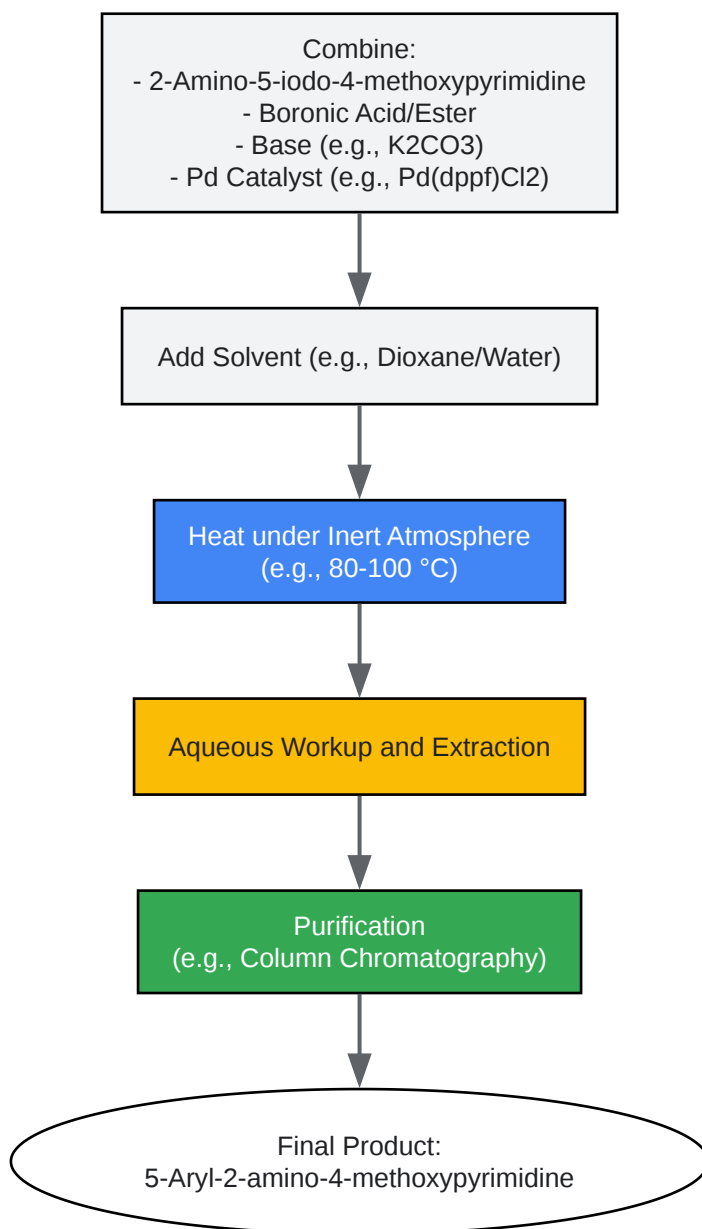 Combine:
- 2-Amino-5-iodo-4-methoxypyrimidine
- Boronic Acid/Ester
- Base (e.g., K2CO3)
- Pd Catalyst (e.g., Pd(dppf)Cl2)
Add Solvent (e.g., Dioxane/Water)
Heat under Inert Atmosphere
(e.g., 80-100 °C)
Aqueous Workup and Extraction
Purification
(e.g., Column Chromatography)
Final Product:
5-Aryl-2-amino-4-methoxypyrimidine